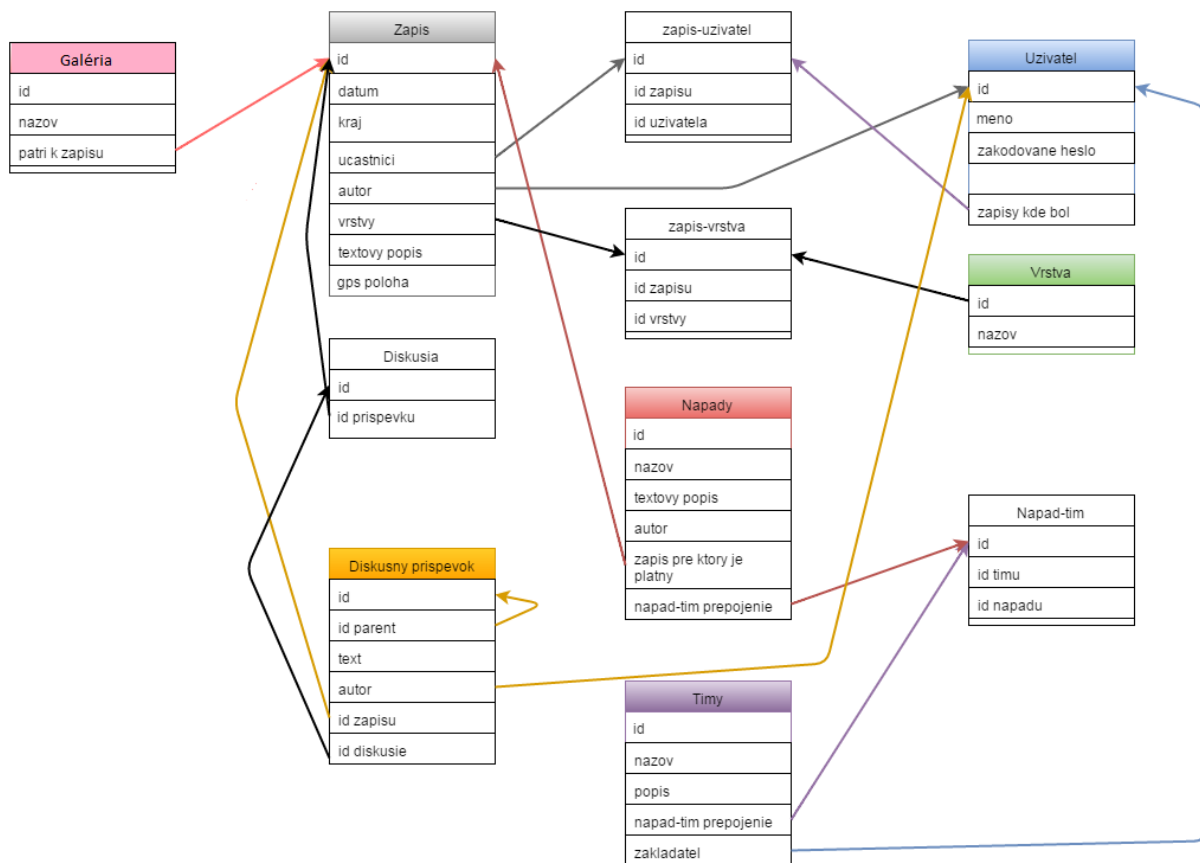 Galéria
id
nazov
patri k zapisu
Zapis
id
datum
kraj
ucastnici
autor
vrstvy
textovy popis
gps poloha
zapis-uzivatel
id
id zapisu
id uzivatela
Uzivatel
id
meno
zakodovane heslo
zapisy kde bol
zapis-vrstva
id
id zapisu
id vrstvy
Vrstva
id
nazov
Diskusia
id
id prispevku
Napady
id
nazov
textovy popis
autor
zapis pre ktory je
platny
napad-tim prepojenie
Napad-tim
id
id timu
id napadu
Diskusny prispevok
id
id parent
text
autor
id zapisu
id diskusie
Timy
id
nazov
popis
napad-tim prepojenie
zakladatel